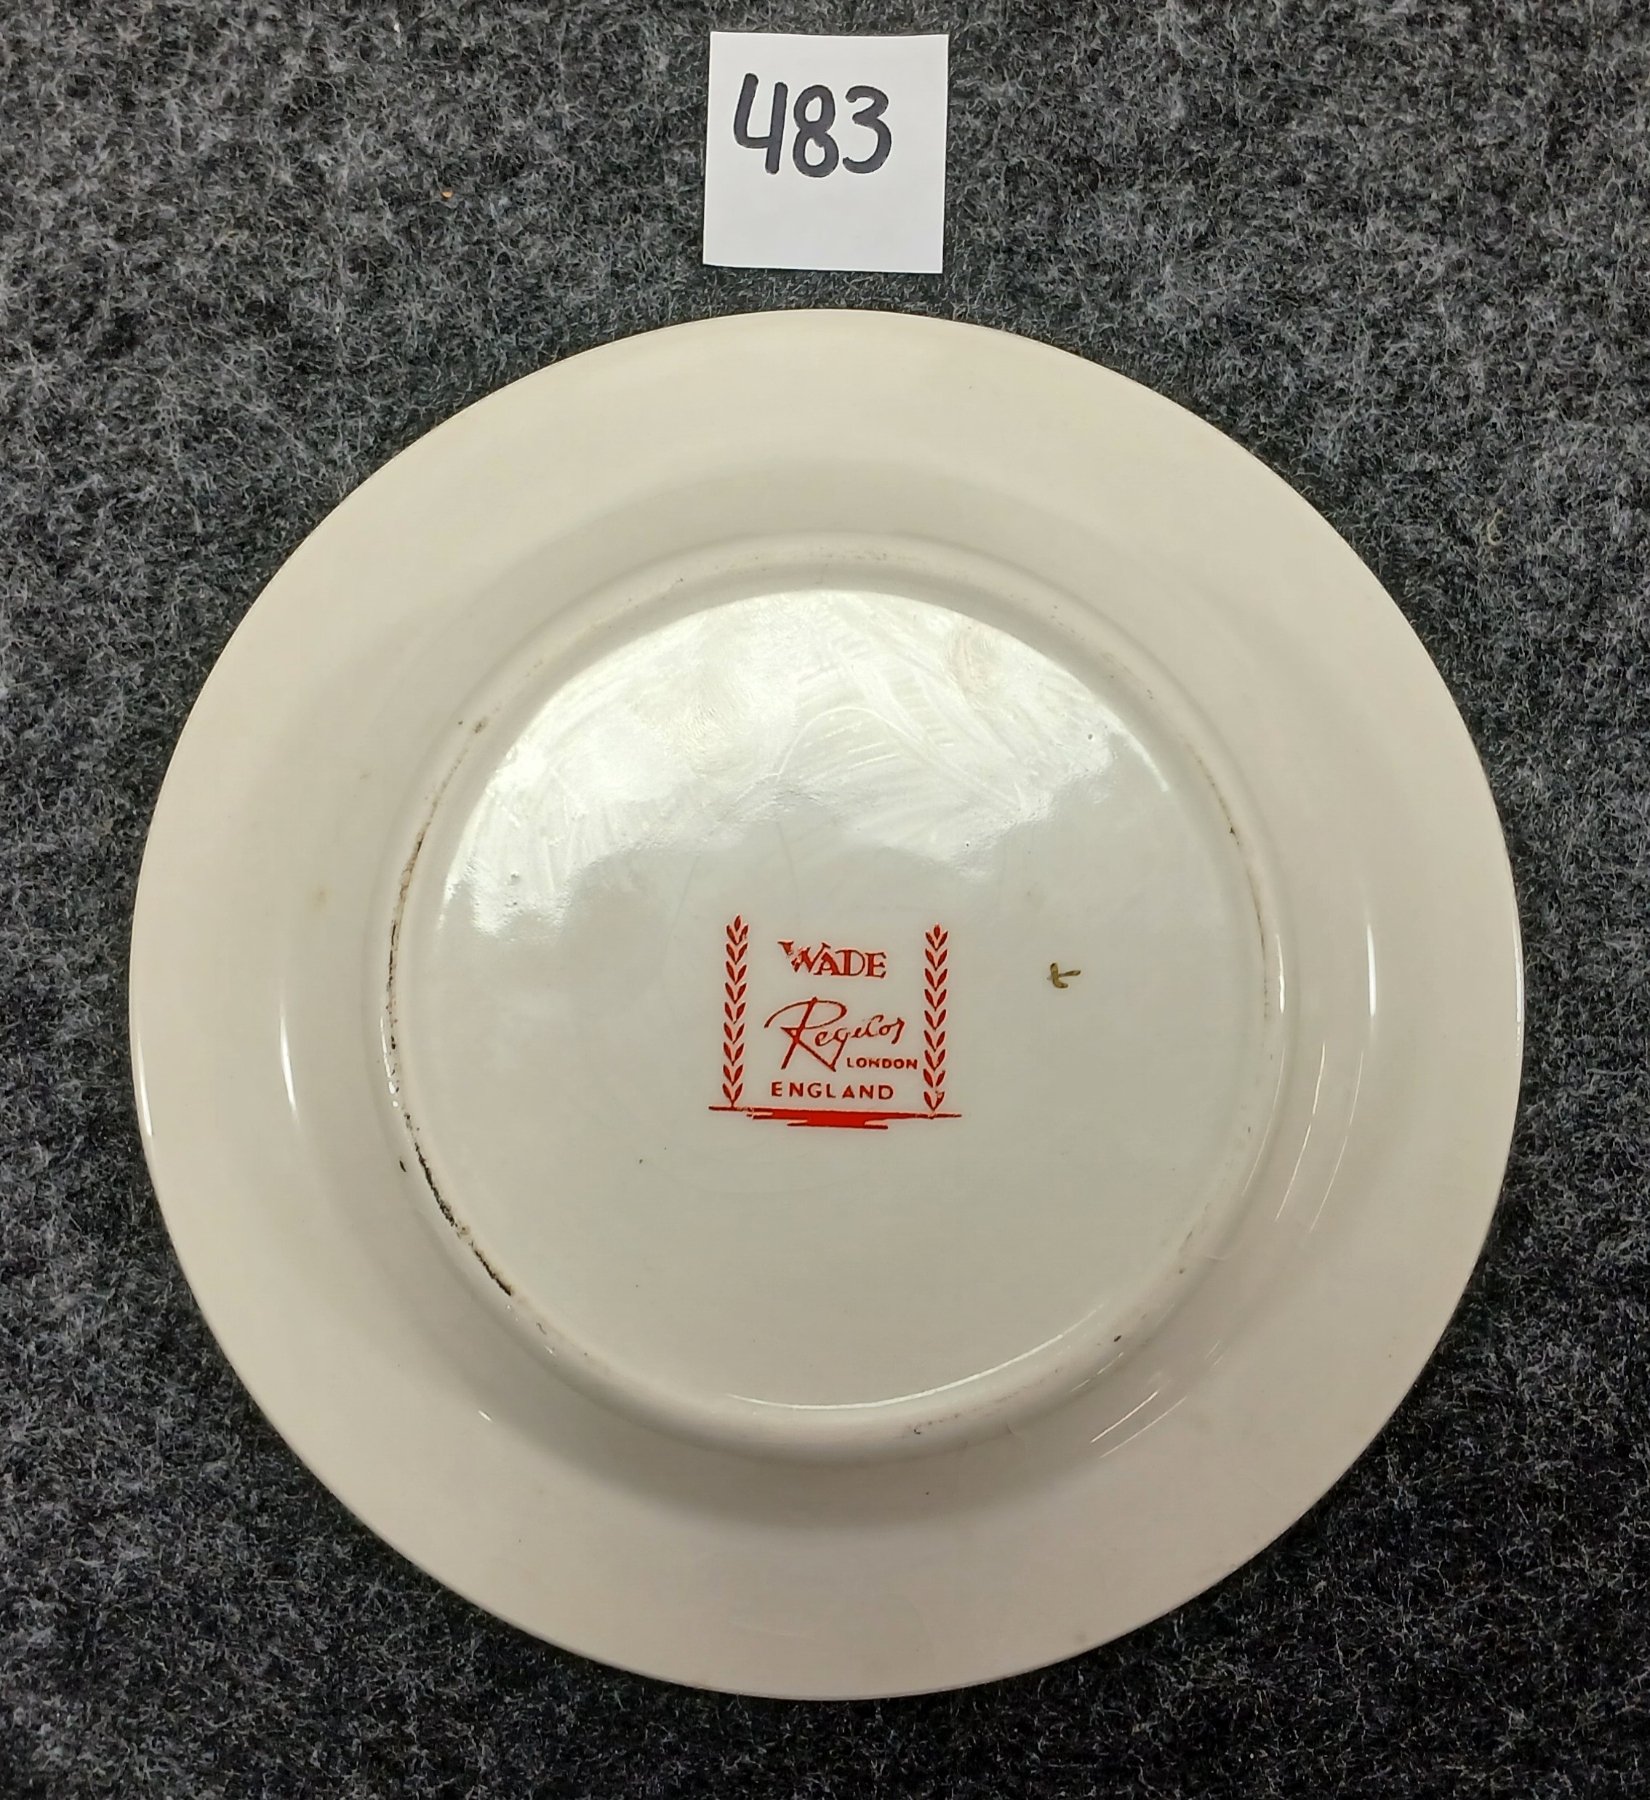 483
WADE
Regicor
LONDON
ENGLAND